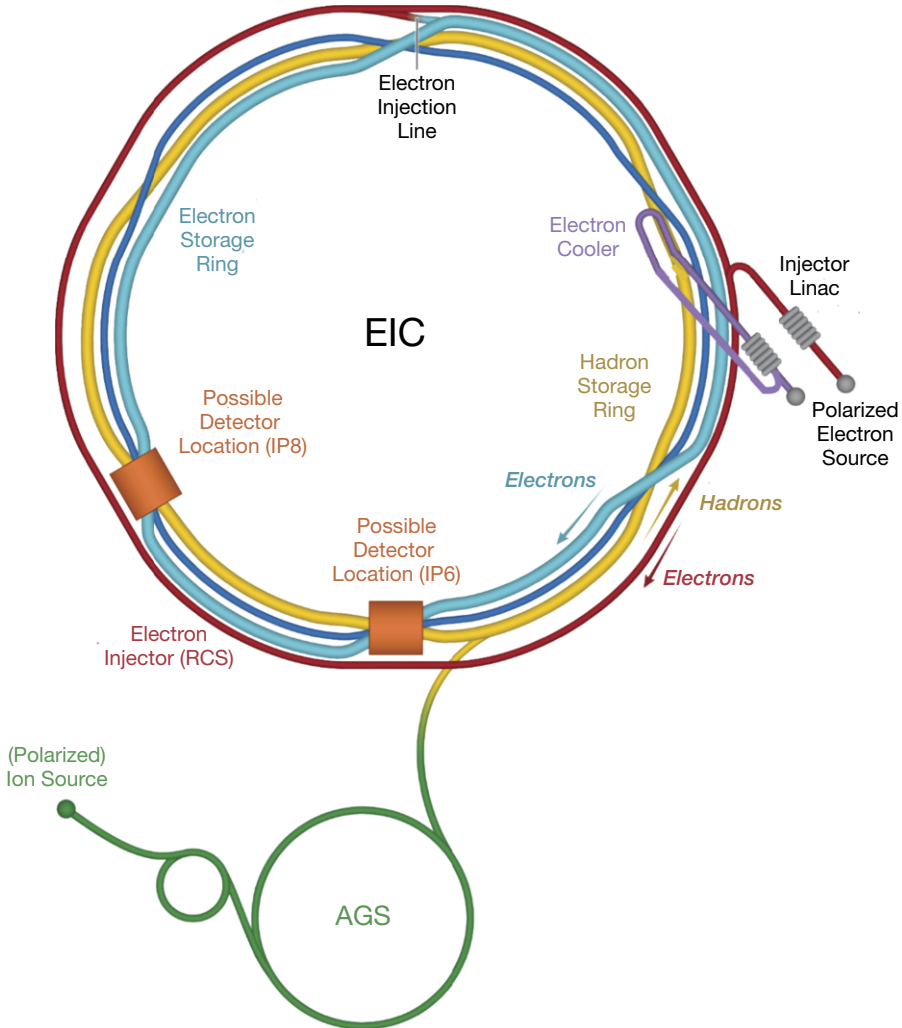 Electron
Injection
Line
Electron
Storage
Ring
Electron
Cooler
Injector
Linac
EIC
Hadron
Storage
Ring
Possible
Detector
Location (IP8)
Polarized
Electron
Source
Electrons
Hadrons
Possible
Detector
Location (IP6)
Electrons
Electron
Injector (RCS)
(Polarized)
Ion Source
AGS